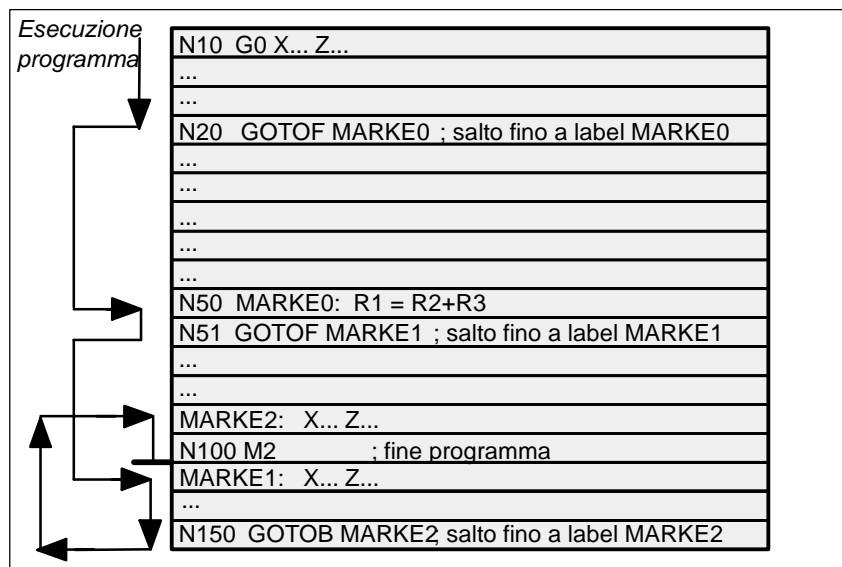 Esecuzione
programma
N10 G0 X... Z...
...
...
N20 GOTOF MARKE0 ; salto fino a label MARKE0
...
...
...
...
...
N50 MARKE0: R1 = R2+R3
N51 GOTOF MARKE1 ; salto fino a label MARKE1
...
...
MARKE2: X... Z...
N100 M2 ; fine programma
MARKE1: X... Z...
...
N150 GOTOB MARKE2; salto fino a label MARKE2